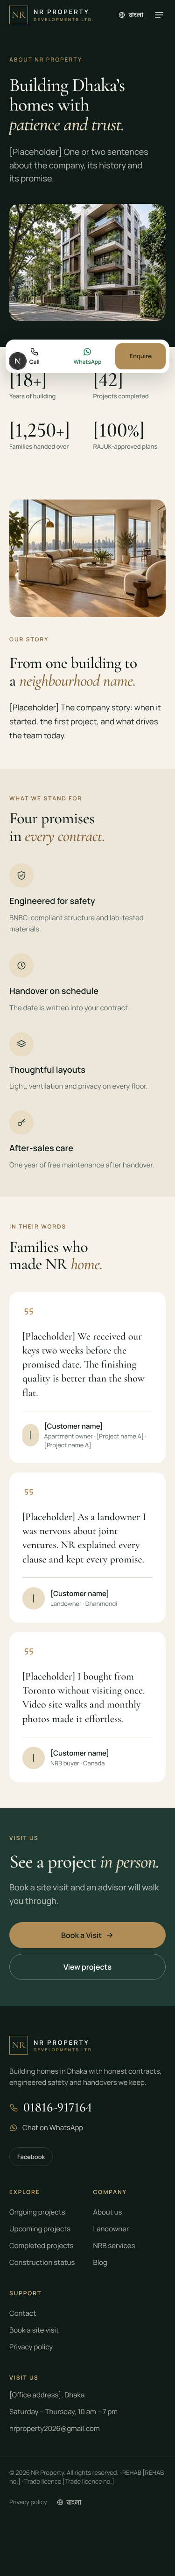 NR
NR PROPERTY
DEVELOPMENTS LTD.
বাংলা
ABOUT NR PROPERTY
Building Dhaka’s
homes with
patience and trust.
[Placeholder] One or two sentences
about the company, its history and
its promise.
N
Call
WhatsApp
Enquire
[18+]
[42]
Years of building
Projects completed
[1,250+]
[100%]
Families handed over
RAJUK-approved plans
OUR STORY
From one building to
a neighbourhood name.
[Placeholder] The company story: when it
started, the first project, and what drives
the team today.
WHAT WE STAND FOR
Four promises
in every contract.
Engineered for safety
BNBC-compliant structure and lab-tested
materials.
Handover on schedule
The date is written into your contract.
Thoughtful layouts
Light, ventilation and privacy on every floor.
After-sales care
One year of free maintenance after handover.
IN THEIR WORDS
Families who
made NR home.
[Placeholder] We received our
keys two weeks before the
promised date. The finishing
quality is better than the show
flat.
[
[Customer name]
Apartment owner · [Project name A] ·
[Project name A]
[Placeholder] As a landowner I
was nervous about joint
ventures. NR explained every
clause and kept every promise.
[
[Customer name]
Landowner · Dhanmondi
[Placeholder] I bought from
Toronto without visiting once.
Video site walks and monthly
photos made it effortless.
[
[Customer name]
NRB buyer · Canada
VISIT US
See a project in person.
Book a site visit and an advisor will walk
you through.
Book a Visit →
View projects
NR
NR PROPERTY
DEVELOPMENTS LTD.
Building homes in Dhaka with honest contracts,
engineered safety and handovers we keep.
01816-917164
Chat on WhatsApp
Facebook
EXPLORE
Ongoing projects
Upcoming projects
Completed projects
Construction status
COMPANY
About us
Landowner
NRB services
Blog
SUPPORT
Contact
Book a site visit
Privacy policy
VISIT US
[Office address], Dhaka
Saturday – Thursday, 10 am – 7 pm
nrproperty2026@gmail.com
© 2026 NR Property. All rights reserved. · REHAB [REHAB
no.] · Trade licence [Trade licence no.]
Privacy policy
বাংলা